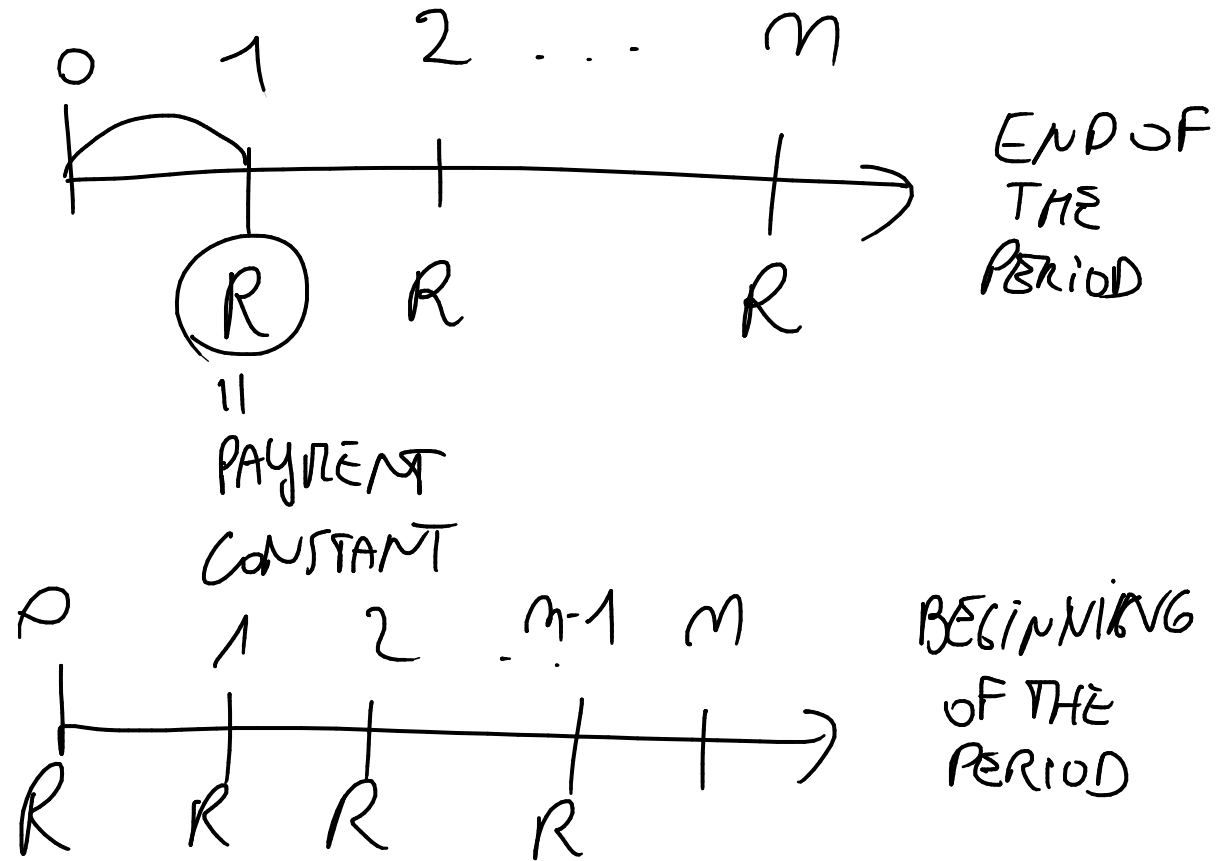 0 1 2 ... n
END OF
THE
PERIOD
R R R
||
PAYMENT
CONSTANT
0 1 2 ... n-1 n
BEGINNING
OF THE
PERIOD
R R R R